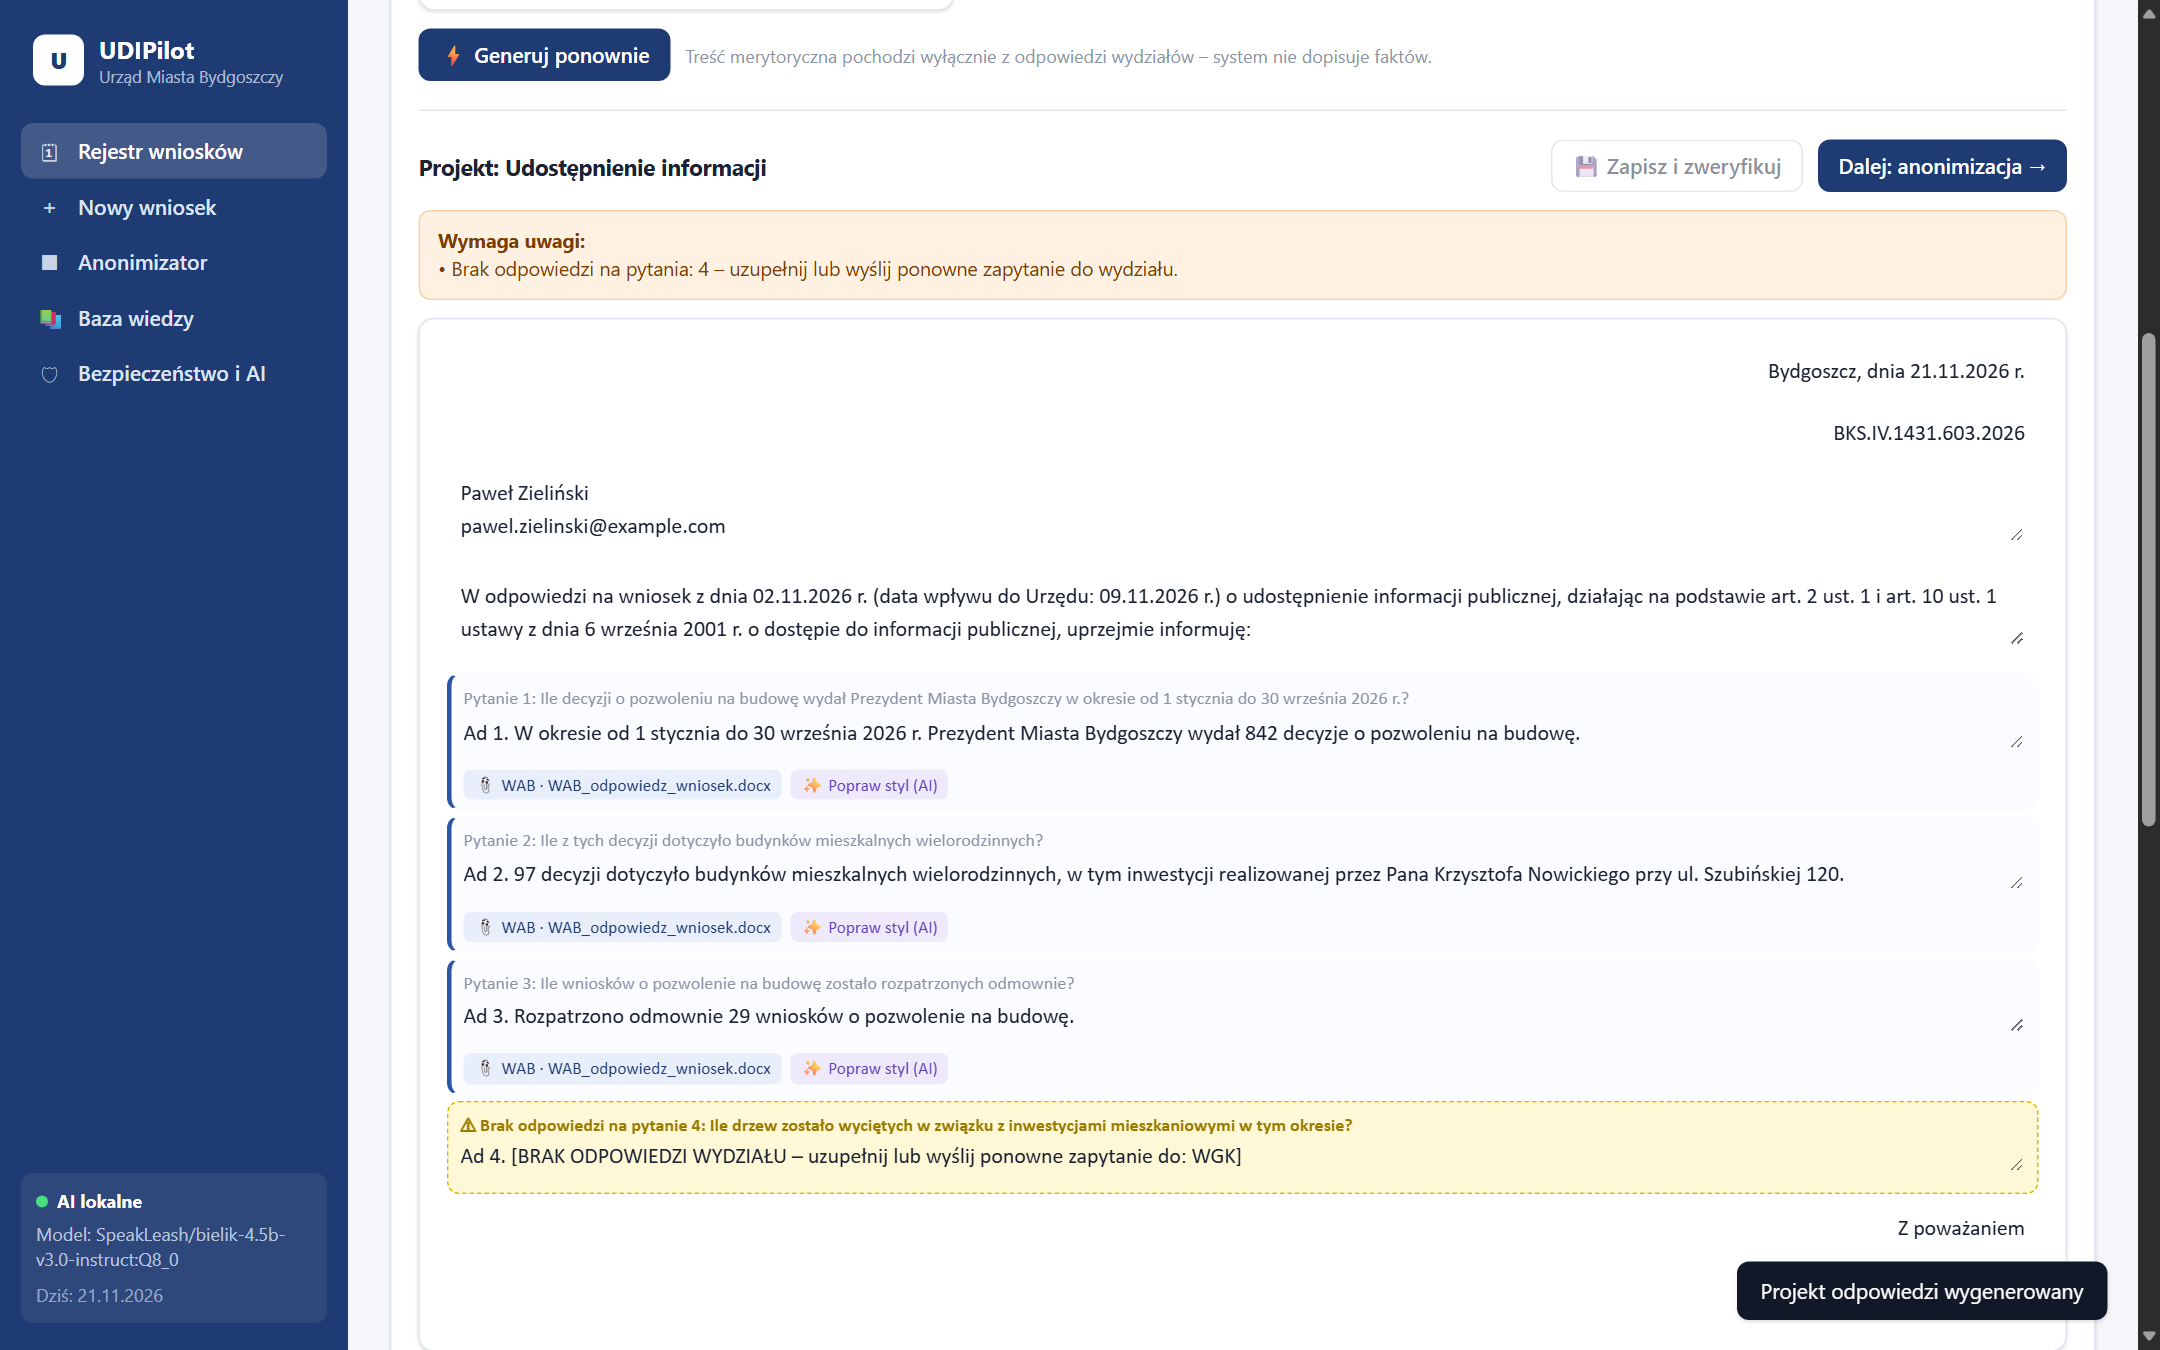 U
UDIPilot
Urząd Miasta Bydgoszczy
Rejestr wniosków
+ Nowy wniosek
Anonimizator
Baza wiedzy
Bezpieczeństwo i AI
AI lokalne
Model: SpeakLeash/bielik-4.5b-
v3.0-instruct:Q8_0
Dziś: 21.11.2026
Generuj ponownie
Treść merytoryczna pochodzi wyłącznie z odpowiedzi wydziałów – system nie dopisuje faktów.
Projekt: Udostępnienie informacji
Zapisz i zweryfikuj
Dalej: anonimizacja →
Wymaga uwagi:
• Brak odpowiedzi na pytania: 4 – uzupełnij lub wyślij ponowne zapytanie do wydziału.
Bydgoszcz, dnia 21.11.2026 r.
BKS.IV.1431.603.2026
Paweł Zieliński
pawel.zielinski@example.com
W odpowiedzi na wniosek z dnia 02.11.2026 r. (data wpływu do Urzędu: 09.11.2026 r.) o udostępnienie informacji publicznej, działając na podstawie art. 2 ust. 1 i art. 10 ust. 1
ustawy z dnia 6 września 2001 r. o dostępie do informacji publicznej, uprzejmie informuję:
Pytanie 1: Ile decyzji o pozwoleniu na budowę wydał Prezydent Miasta Bydgoszczy w okresie od 1 stycznia do 30 września 2026 r.?
Ad 1. W okresie od 1 stycznia do 30 września 2026 r. Prezydent Miasta Bydgoszczy wydał 842 decyzje o pozwoleniu na budowę.
WAB · WAB_odpowiedz_wniosek.docx
Popraw styl (AI)
Pytanie 2: Ile z tych decyzji dotyczyło budynków mieszkalnych wielorodzinnych?
Ad 2. 97 decyzji dotyczyło budynków mieszkalnych wielorodzinnych, w tym inwestycji realizowanej przez Pana Krzysztofa Nowickiego przy ul. Szubińskiej 120.
WAB · WAB_odpowiedz_wniosek.docx
Popraw styl (AI)
Pytanie 3: Ile wniosków o pozwolenie na budowę zostało rozpatrzonych odmownie?
Ad 3. Rozpatrzono odmownie 29 wniosków o pozwolenie na budowę.
WAB · WAB_odpowiedz_wniosek.docx
Popraw styl (AI)
⚠ Brak odpowiedzi na pytanie 4: Ile drzew zostało wyciętych w związku z inwestycjami mieszkaniowymi w tym okresie?
Ad 4. [BRAK ODPOWIEDZI WYDZIAŁU – uzupełnij lub wyślij ponowne zapytanie do: WGK]
Z poważaniem
Projekt odpowiedzi wygenerowany